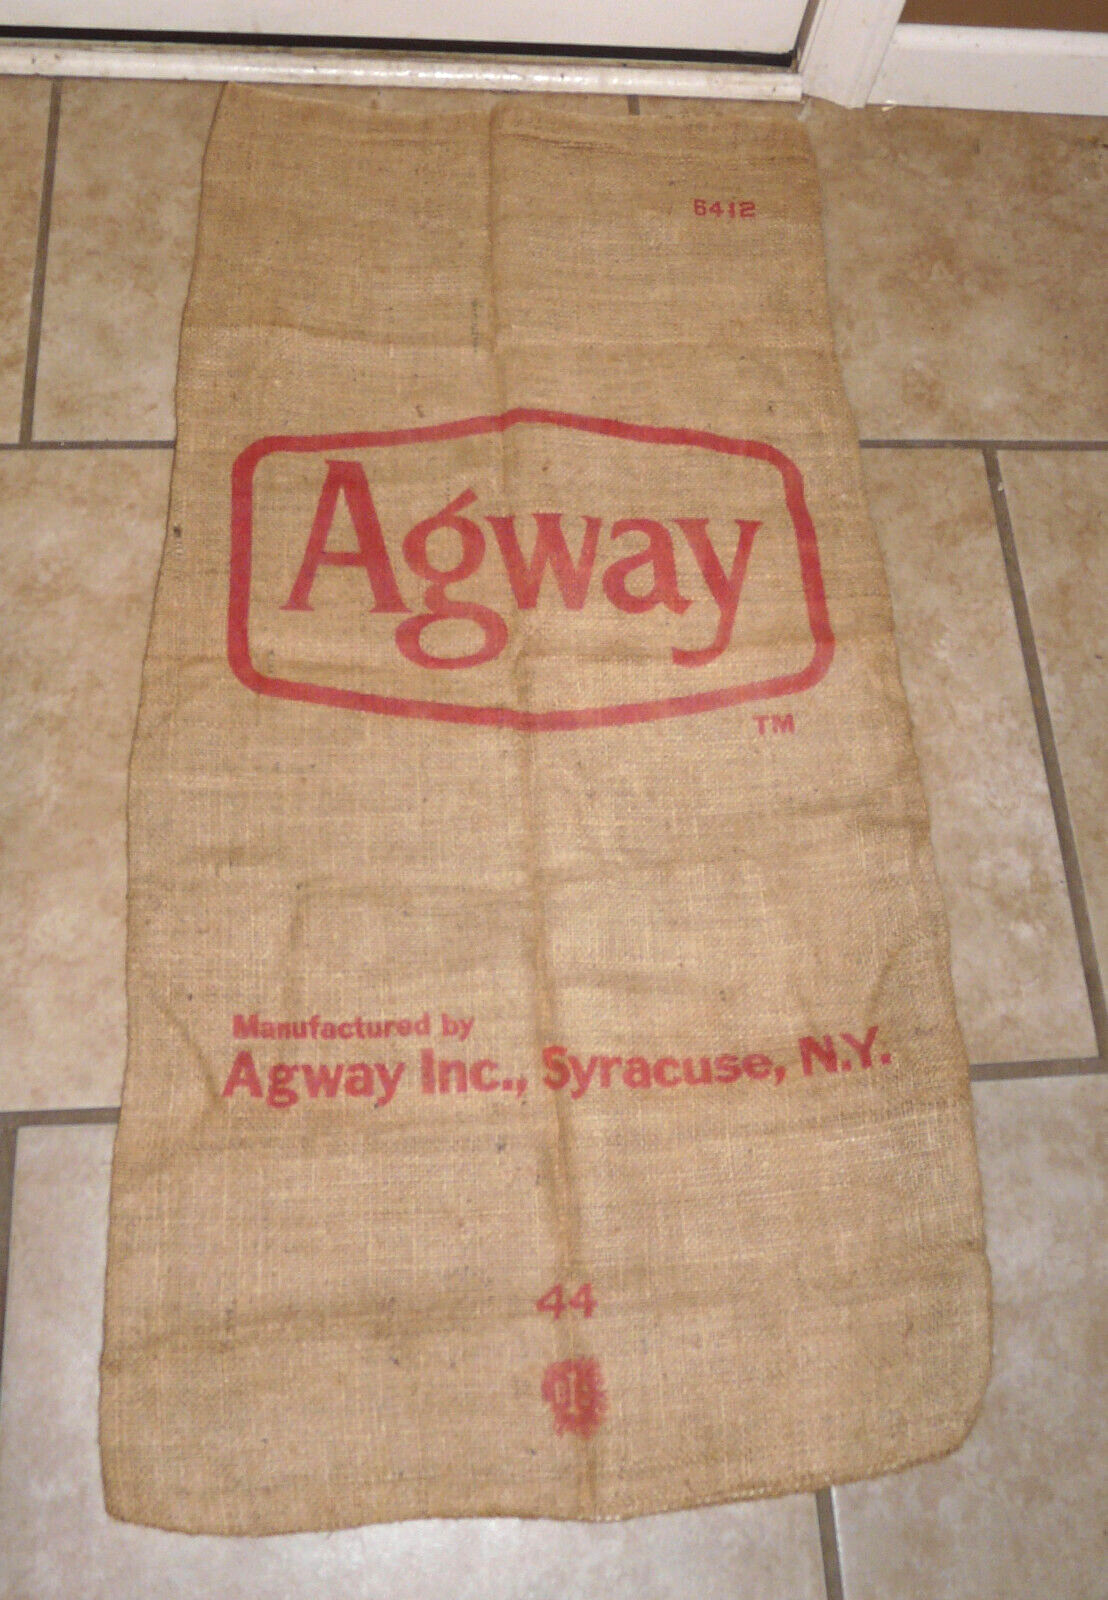 6412
Agway
TM
Manufactured by
Agway Inc., Syracuse, N.Y.
44